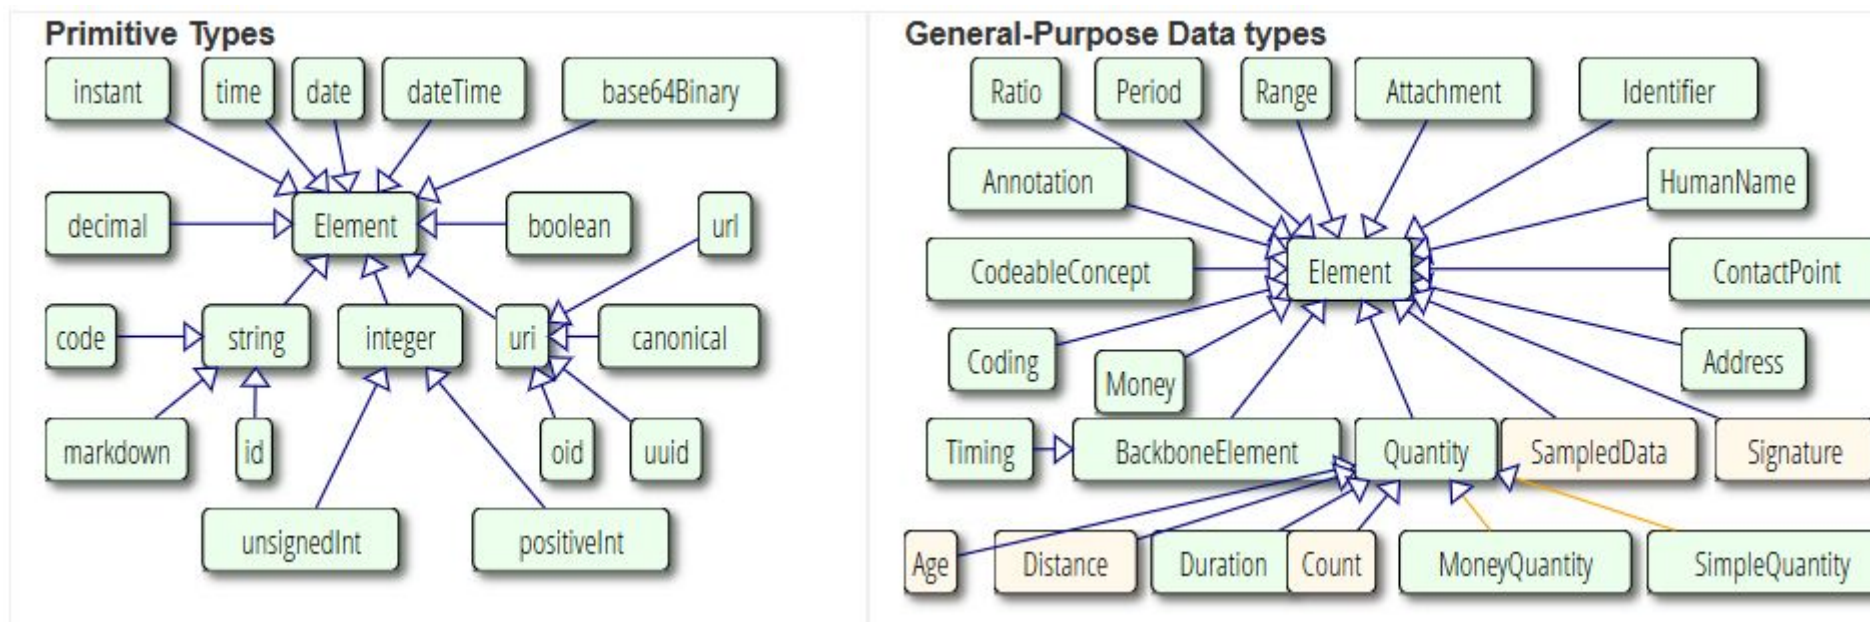 Primitive Types
instant
time
date
dateTime
base64Binary
decimal
Element
boolean
url
code
string
integer
uri
canonical
markdown
id
oid
uuid
unsignedInt
positiveInt
General-Purpose Data types
Ratio
Period
Range
Attachment
Identifier
Annotation
HumanName
CodeableConcept
Element
ContactPoint
Coding
Money
Address
Timing
BackboneElement
Quantity
SampledData
Signature
Age
Distance
Duration
Count
MoneyQuantity
SimpleQuantity